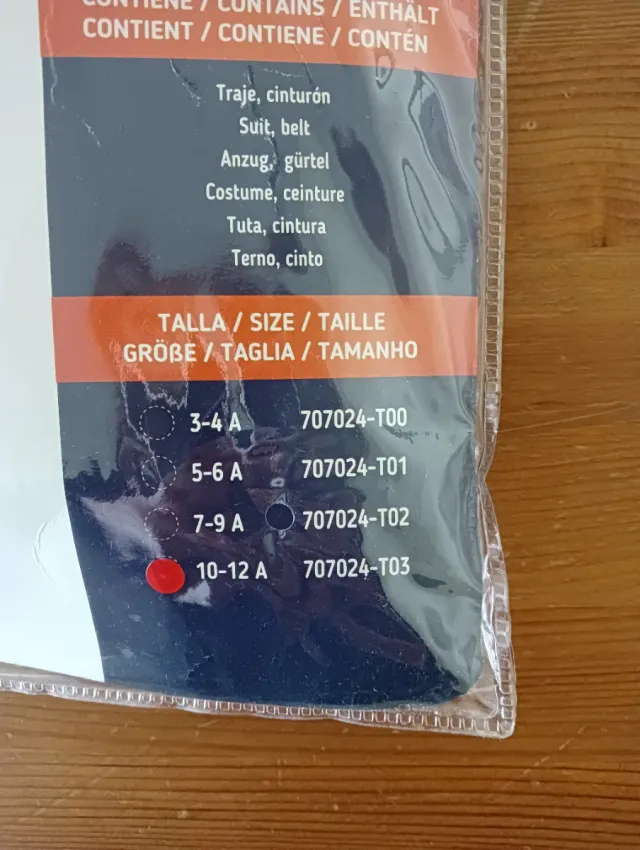 CONTIENE / CONTAINS / ENTHÄLT
CONTIENT / CONTIENE / CONTÉN
Traje, cinturón
Suit, belt
Anzug, gürtel
Costume, ceinture
Tuta, cintura
Terno, cinto
TALLA / SIZE / TAILLE
GRÖßE / TAGLIA / TAMANHO
3-4 A 707024-T00
5-6 A 707024-T01
7-9 A 707024-T02
10-12 A 707024-T03